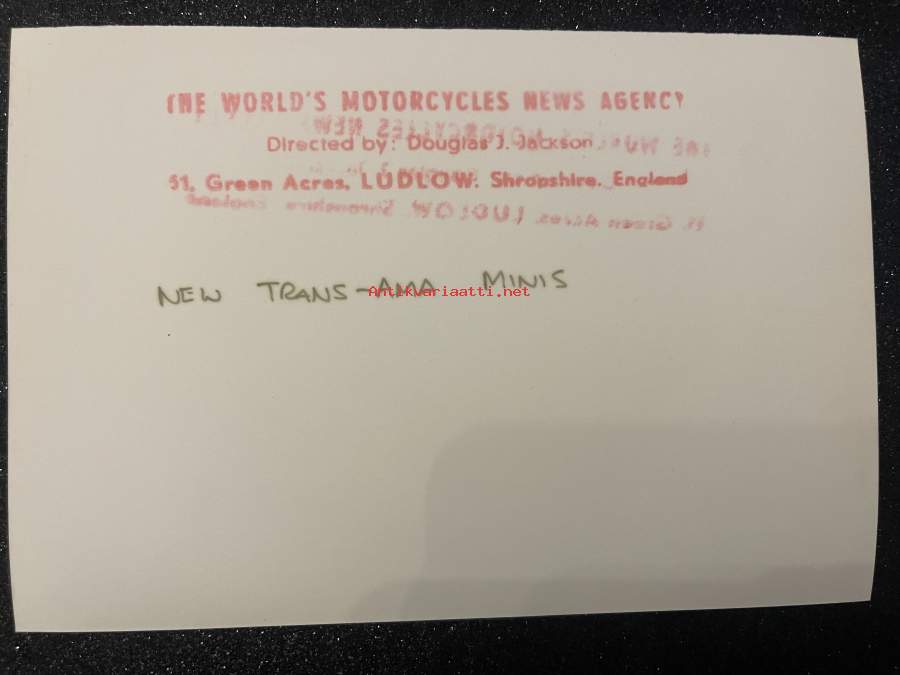 THE WORLD'S MOTORCYCLES NEWS AGENCY
Directed by: Douglas J. Jackson.
51, Green Acres, LUDLOW. Shropshire. England
NEW TRANS-AMA MINIS
Antikvariaatti.net